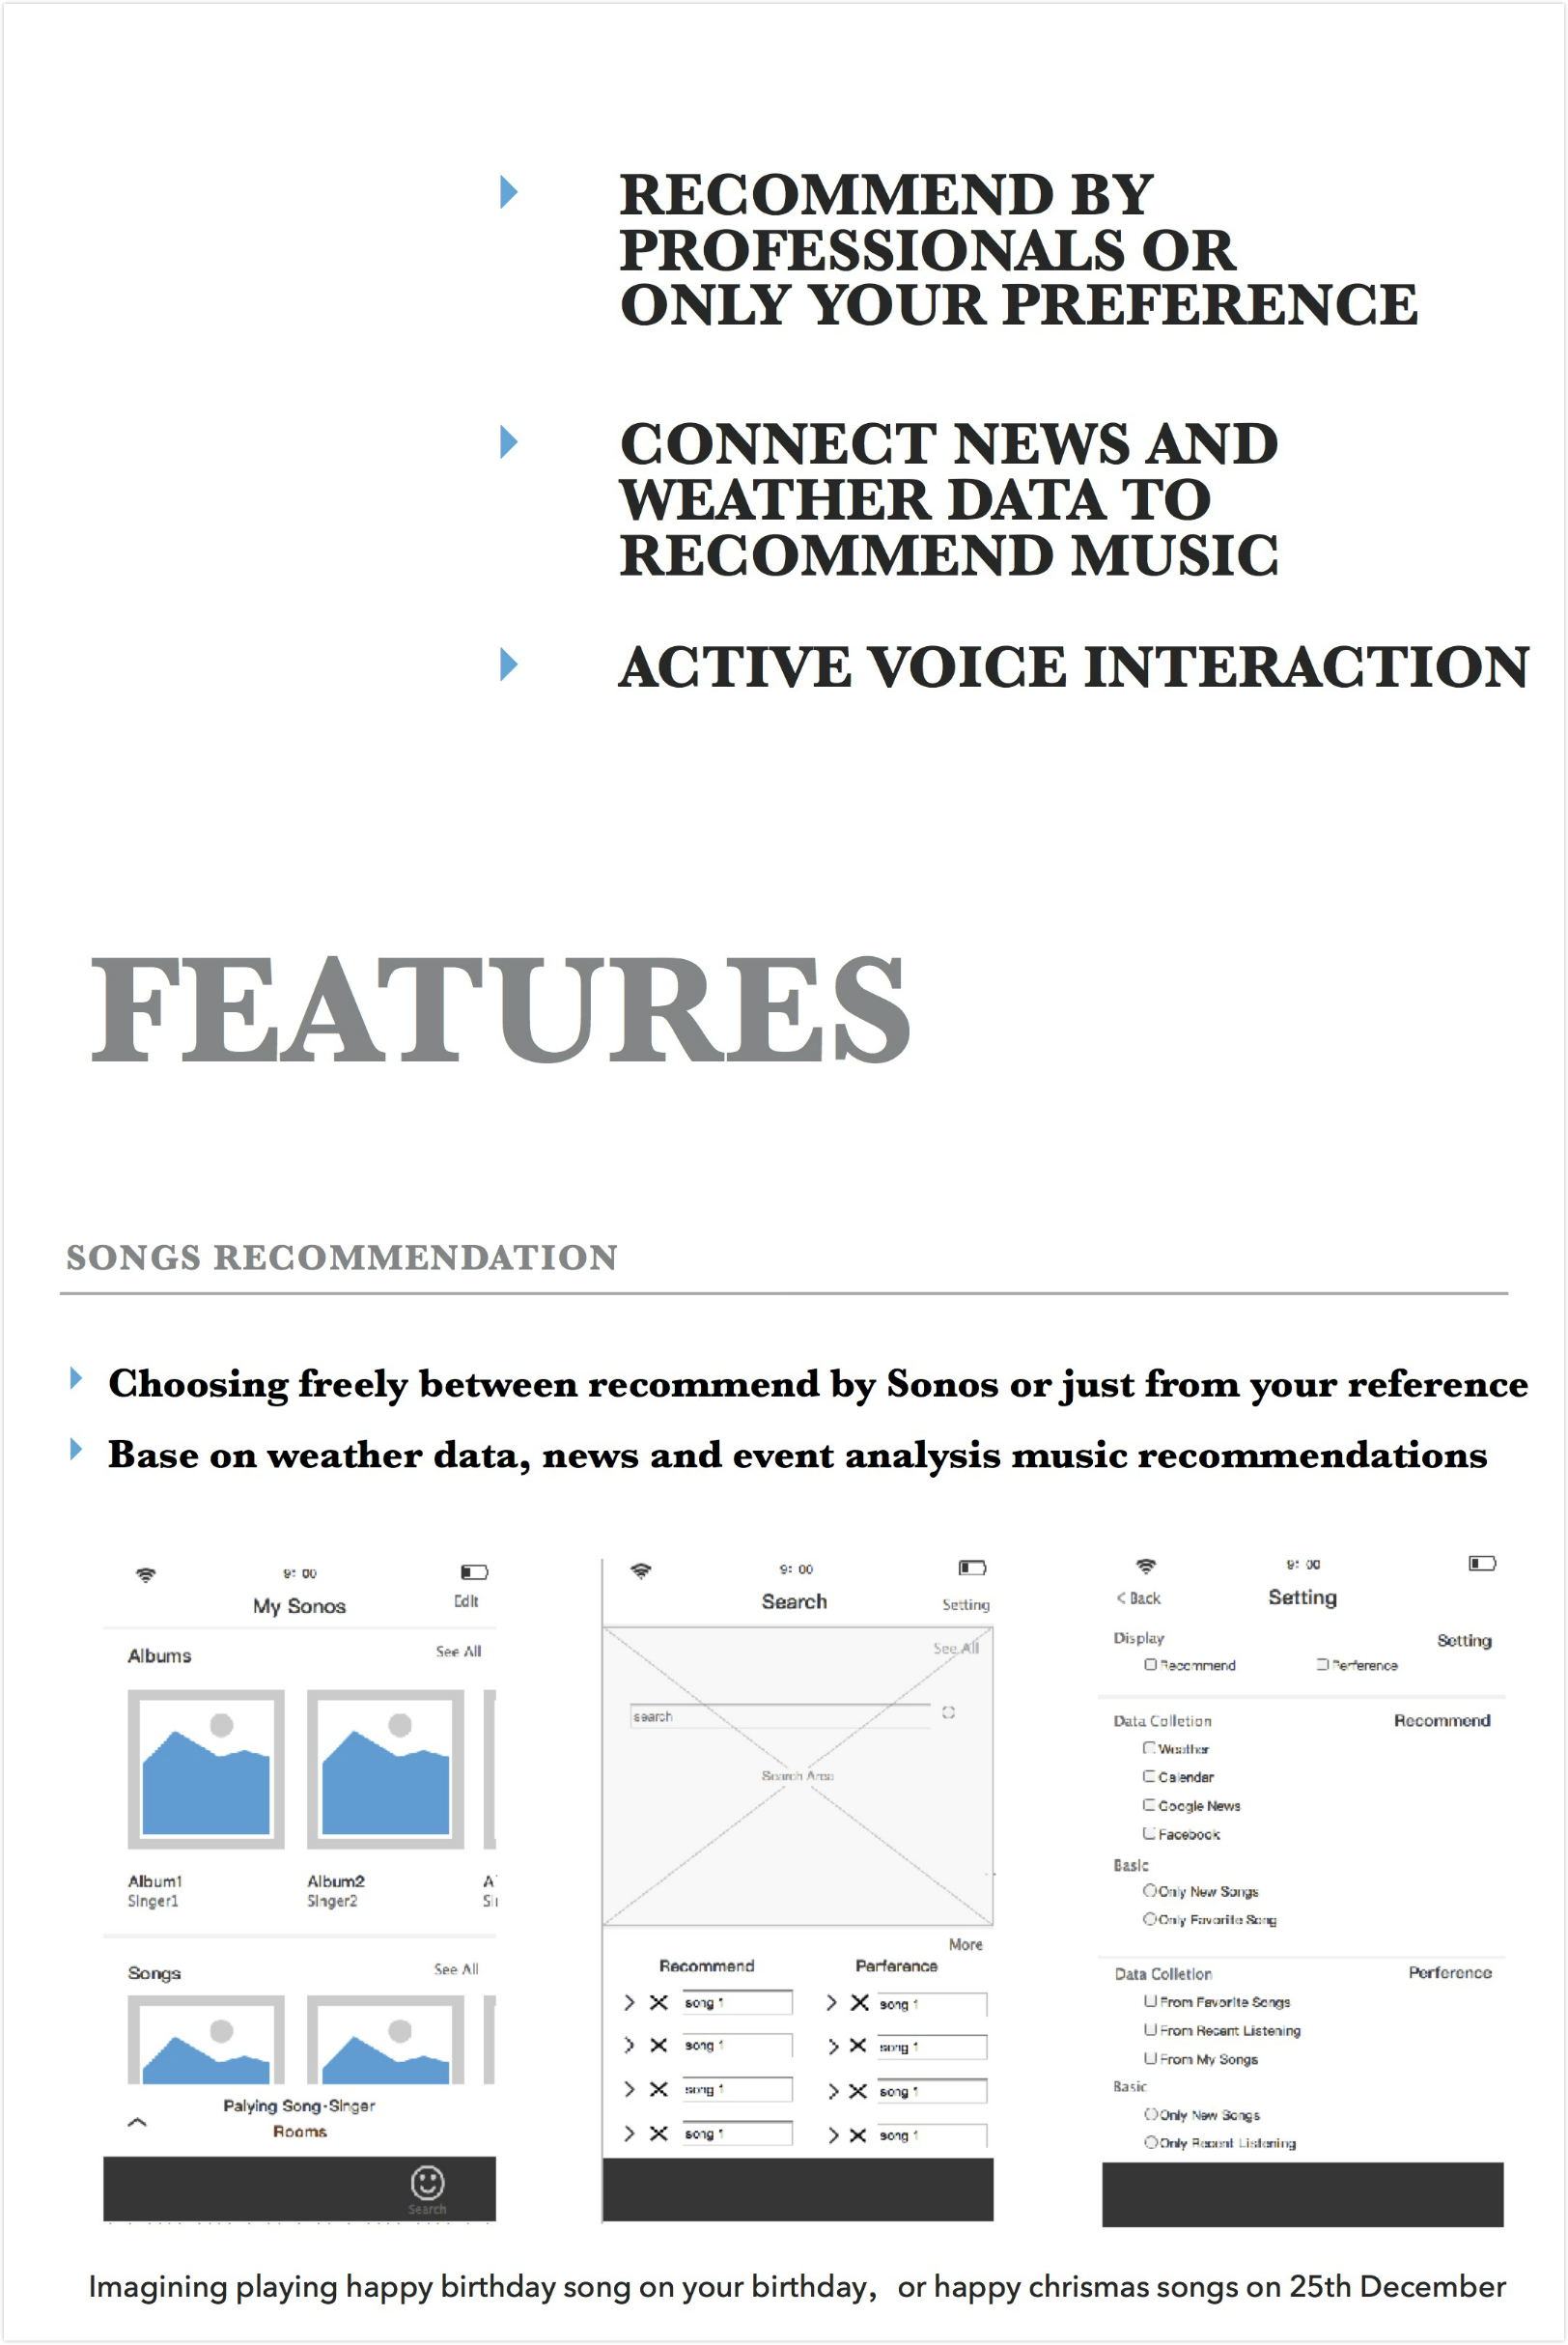 RECOMMEND BY
PROFESSIONALS OR
ONLY YOUR PREFERENCE
CONNECT NEWS AND
WEATHER DATA TO
RECOMMEND MUSIC
ACTIVE VOICE INTERACTION
FEATURES
SONGS RECOMMENDATION
Choosing freely between recommend by Sonos or just from your reference
Base on weather data, news and event analysis music recommendations
9: 00
My Sonos
Edit
Albums
See All
Album1
Singer1
Album2
Singer2
A
Si
Songs
See All
Palying Song-Singer
Rooms
Search
9: 00
Search
Setting
See All
search
Search Area
More
Recommend Perference
song 1 song 1
song 1 song 1
song 1 song 1
song 1 song 1
9: 00
< Back
Setting
Display
Setting
Recommend Perference
Data Colletion
Recommend
Weather
Calendar
Google News
Facebook
Basic
Only New Songs
Only Favorite Song
Data Colletion
Perference
From Favorite Songs
From Recent Listening
From My Songs
Basic
Only New Songs
Only Recent Listening
Imagining playing happy birthday song on your birthday, or happy chrismas songs on 25th December